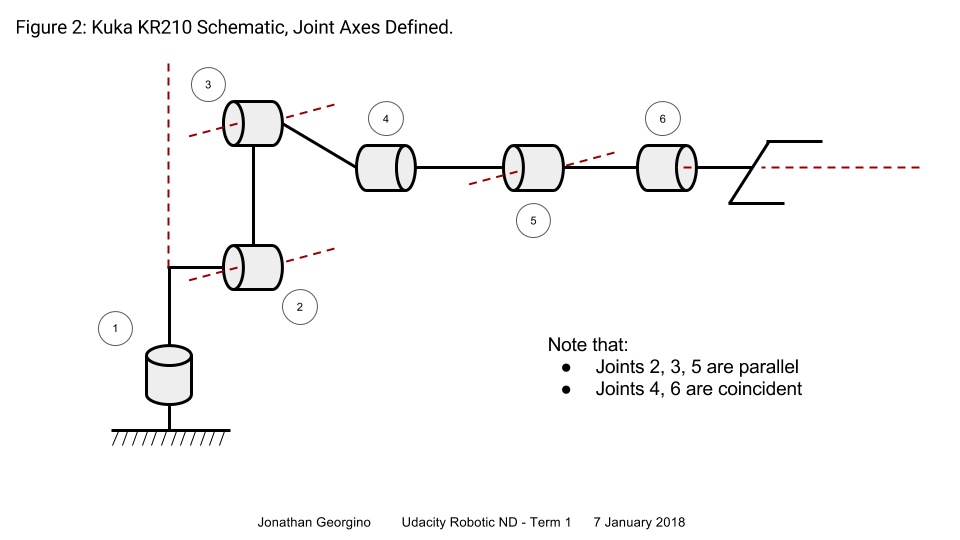 Figure 2: Kuka KR210 Schematic, Joint Axes Defined.
3
4
6
5
2
1
Note that:
● Joints 2, 3, 5 are parallel
● Joints 4, 6 are coincident
Jonathan Georgino Udacity Robotic ND - Term 1 7 January 2018